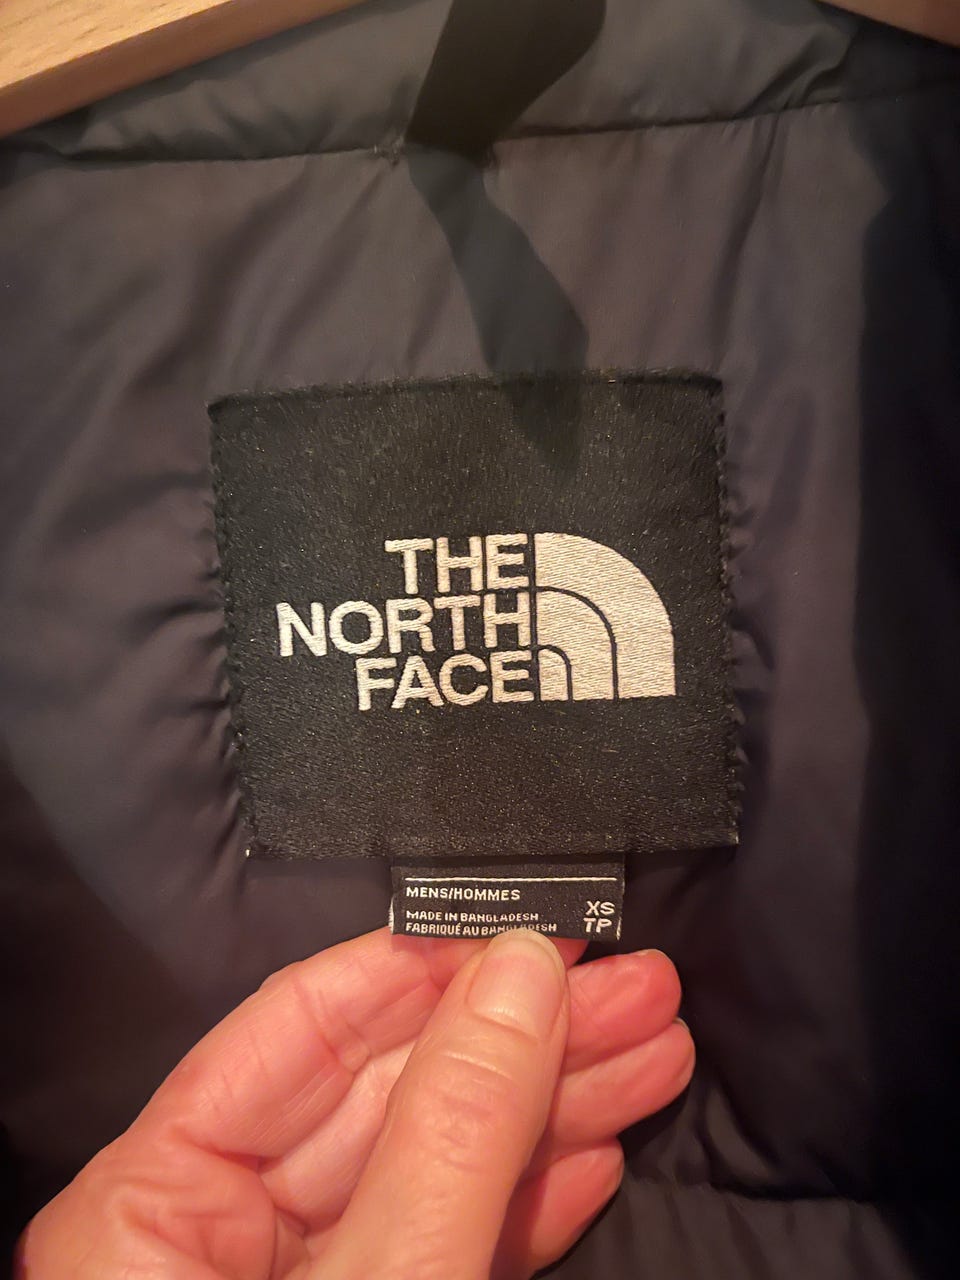 THE
NORTH
FACE
MENS/HOMMES
MADE IN BANGLADESH
FABRIQUÉ AU BANGLADESH
XS
TP